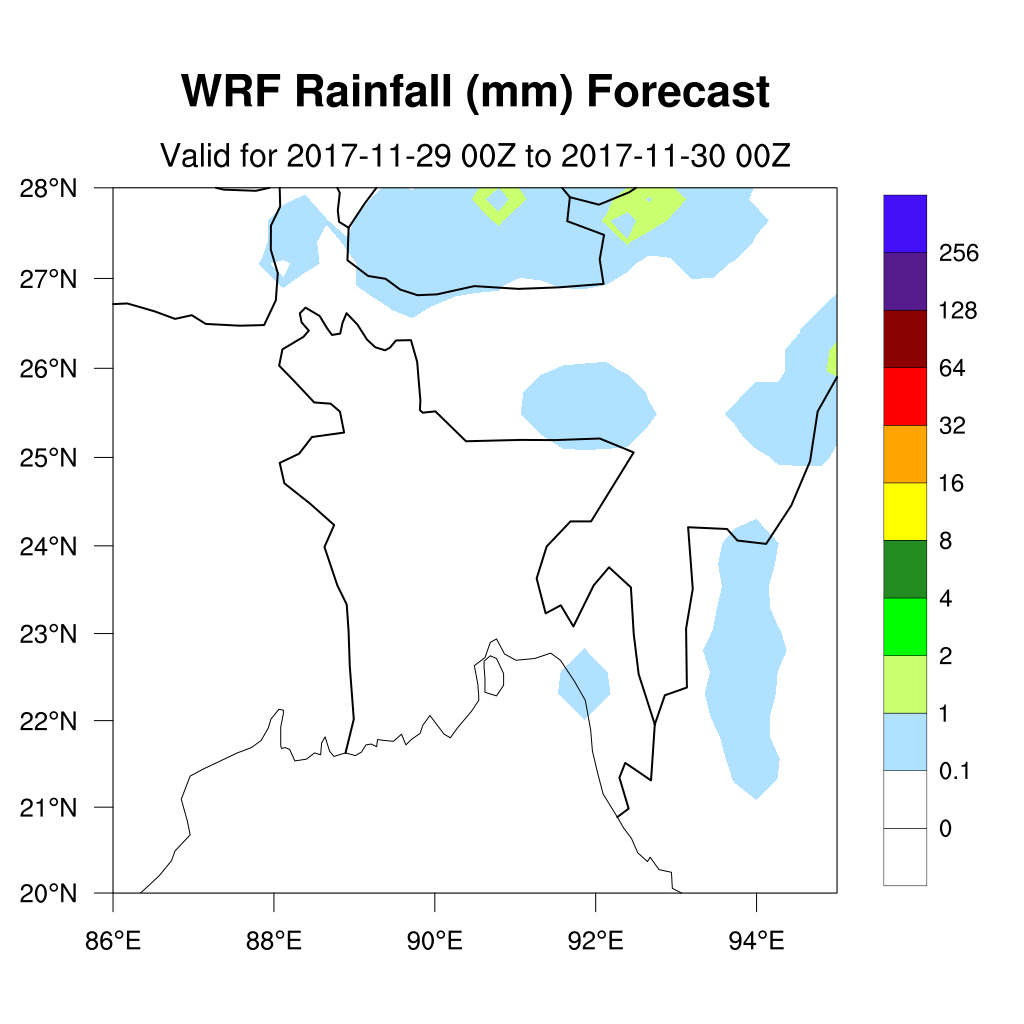 WRF Rainfall (mm) Forecast
Valid for 2017-11-29 00Z to 2017-11-30 00Z
28°N
27°N
26°N
25°N
24°N
23°N
22°N
21°N
20°N
86°E 88°E 90°E 92°E 94°E
256
128
64
32
16
8
4
2
1
0.1
0